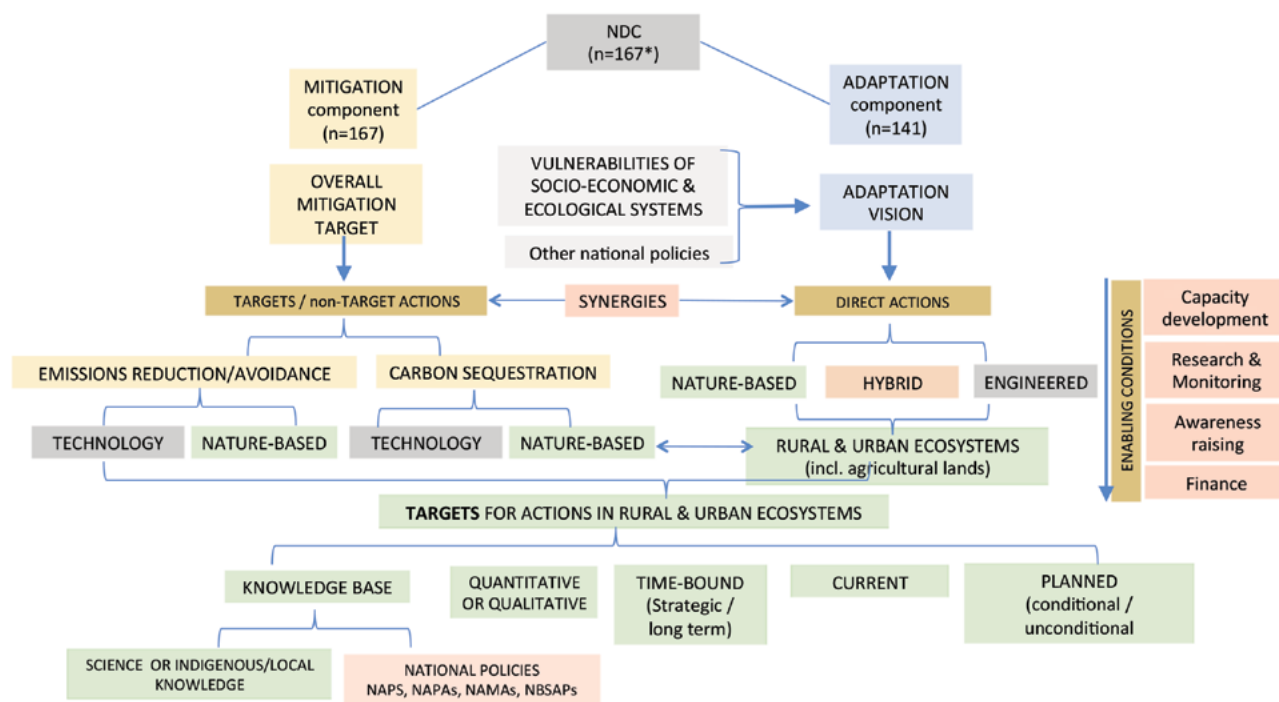 NDC
(n=167*)
MITIGATION
component
(n=167)
ADAPTATION
component
(n=141)
OVERALL
MITIGATION
TARGET
VULNERABILITIES OF
SOCIO-ECONOMIC &
ECOLOGICAL SYSTEMS
Other national policies
ADAPTATION
VISION
TARGETS / non-TARGET ACTIONS
SYNERGIES
DIRECT ACTIONS
EMISSIONS REDUCTION/AVOIDANCE
CARBON SEQUESTRATION
NATURE-BASED
HYBRID
ENGINEERED
TECHNOLOGY
NATURE-BASED
TECHNOLOGY
NATURE-BASED
RURAL & URBAN ECOSYSTEMS
(incl. agricultural lands)
ENABLING CONDITIONS
Capacity
development
Research &
Monitoring
Awareness
raising
Finance
TARGETS FOR ACTIONS IN RURAL & URBAN ECOSYSTEMS
KNOWLEDGE BASE
QUANTITATIVE
OR QUALITATIVE
TIME-BOUND
(Strategic /
long term)
CURRENT
PLANNED
(conditional /
unconditional
SCIENCE OR INDIGENOUS/LOCAL
KNOWLEDGE
NATIONAL POLICIES
NAPS, NAPAs, NAMAs, NBSAPs